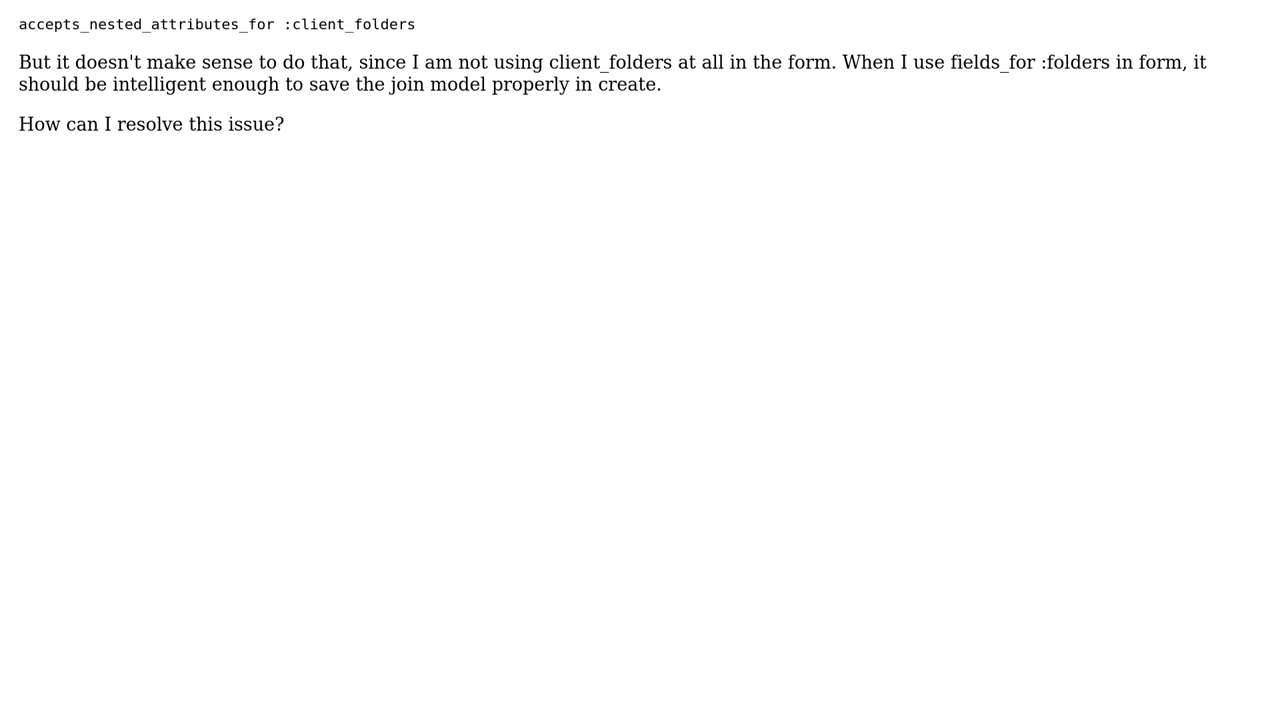 accepts_nested_attributes_for :client_folders
But it doesn't make sense to do that, since I am not using client_folders at all in the form. When I use fields_for :folders in form, it
should be intelligent enough to save the join model properly in create.
How can I resolve this issue?